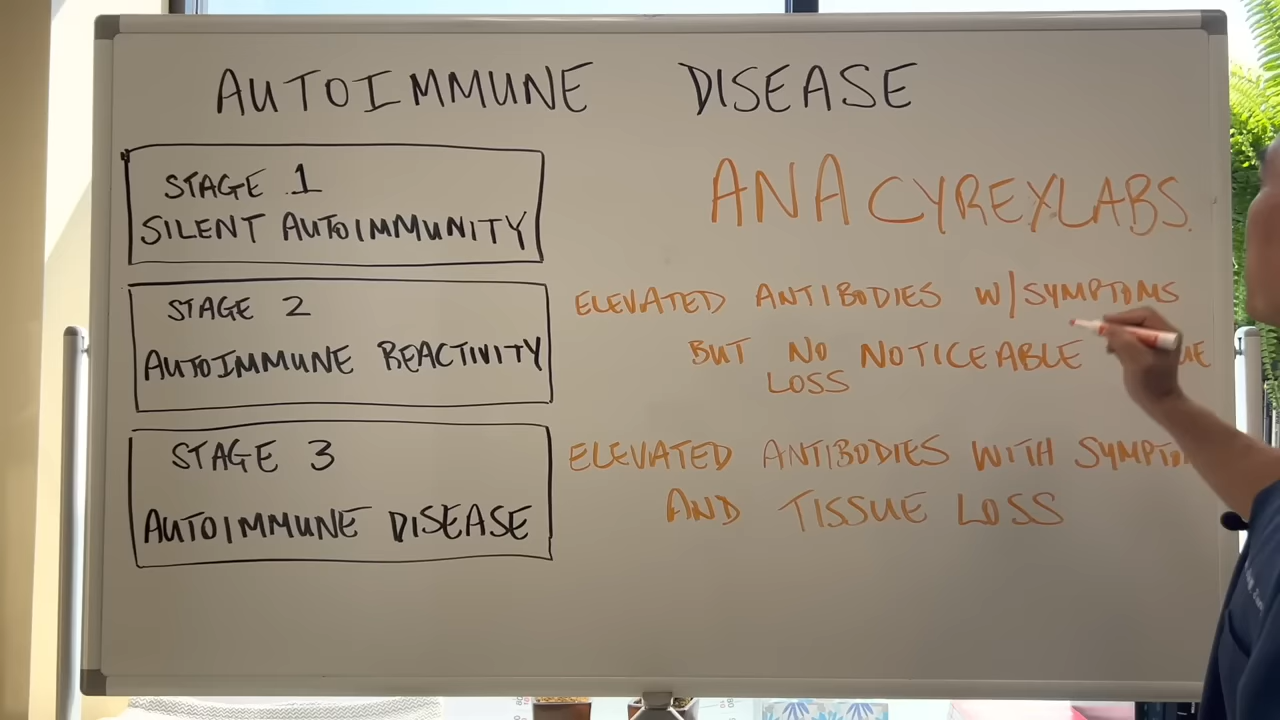 AUTOIMMUNE DISEASE
STAGE 1
SILENT AUTOIMMUNITY
ANA CYREXLABS.
STAGE 2
AUTOIMMUNE REACTIVITY
ELEVATED ANTIBODIES W/SYMPTOMS
BUT NO NOTICEABLE
LOSS
STAGE 3
AUTOIMMUNE DISEASE
ELEVATED ANTIBODIES WITH
AND TISSUE LOSS